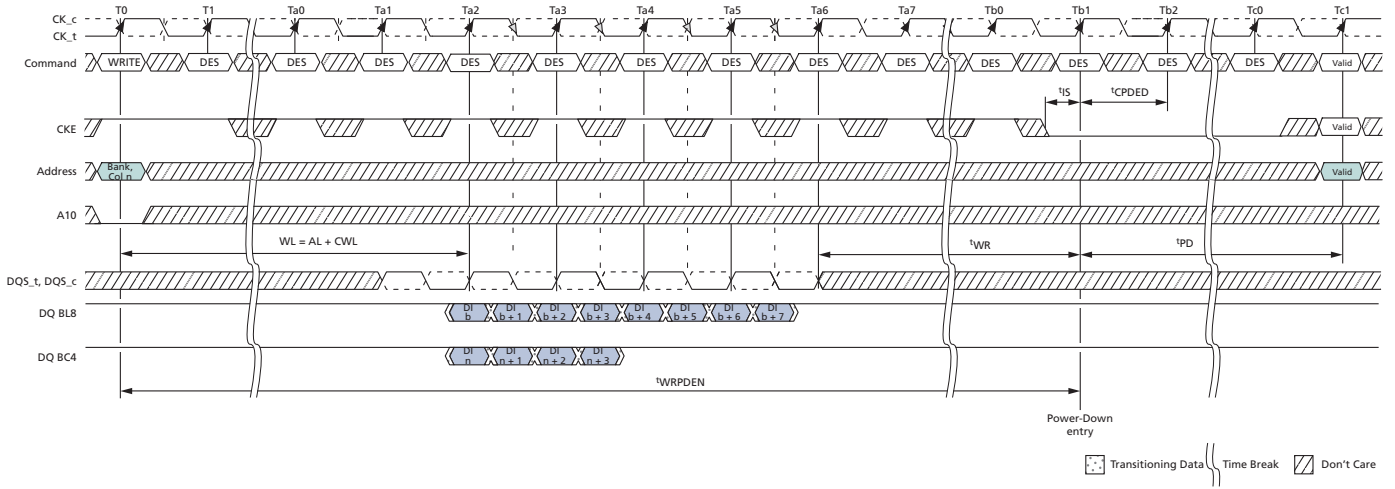 T0 T1 Ta0 Ta1 Ta2 Ta3 Ta4 Ta5 Ta6 Ta7 Tb0 Tb1 Tb2 Tc0 Tc1
CK_c
CK_t
Command WRITE DES DES DES DES DES DES DES DES DES DES DES DES DES Valid
tIS tCPDED
CKE Valid
Address Bank, Col n Valid
A10
WL = AL + CWL tWR tPD
DQS_t, DQS_c
DQ BL8 DI b DI b + 1 DI b + 2 DI b + 3 DI b + 4 DI b + 5 DI b + 6 DI b + 7
DQ BC4 DI n DI n + 1 DI n + 2 DI n + 3
tWRPDEN
Power-Down
entry
Transitioning Data Time Break Don't Care